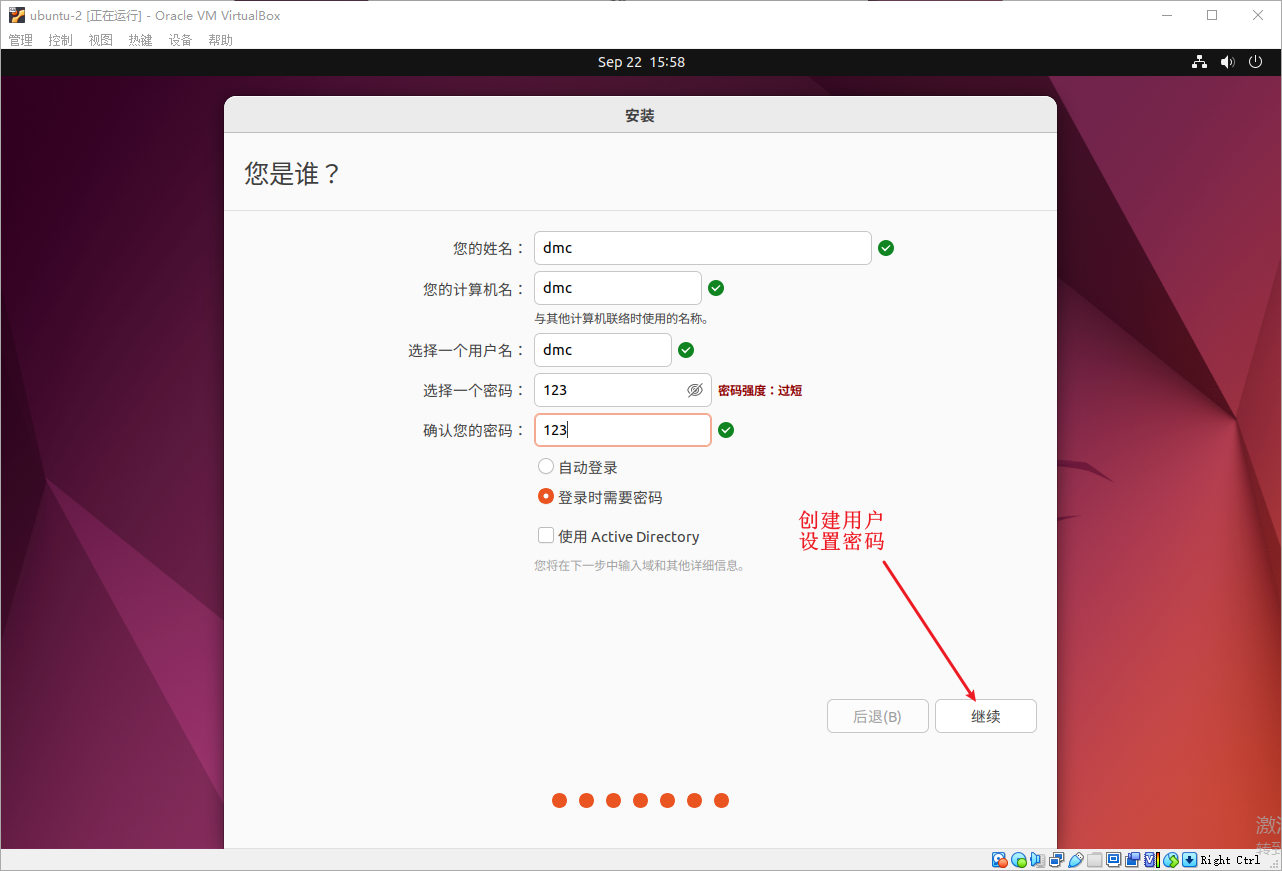 ubuntu-2 [正在运行] - Oracle VM VirtualBox
管理 控制 视图 热键 设备 帮助
Sep 22 15:58
安装
您是谁？
您的姓名： dmc
您的计算机名： dmc
与其他计算机联络时使用的名称。
选择一个用户名： dmc
选择一个密码： 123 密码强度：过短
确认您的密码： 123
自动登录
登录时需要密码
使用 Active Directory
您将在下一步中输入域和其他详细信息。
创建用户
设置密码
后退(B) 继续
Right Ctrl